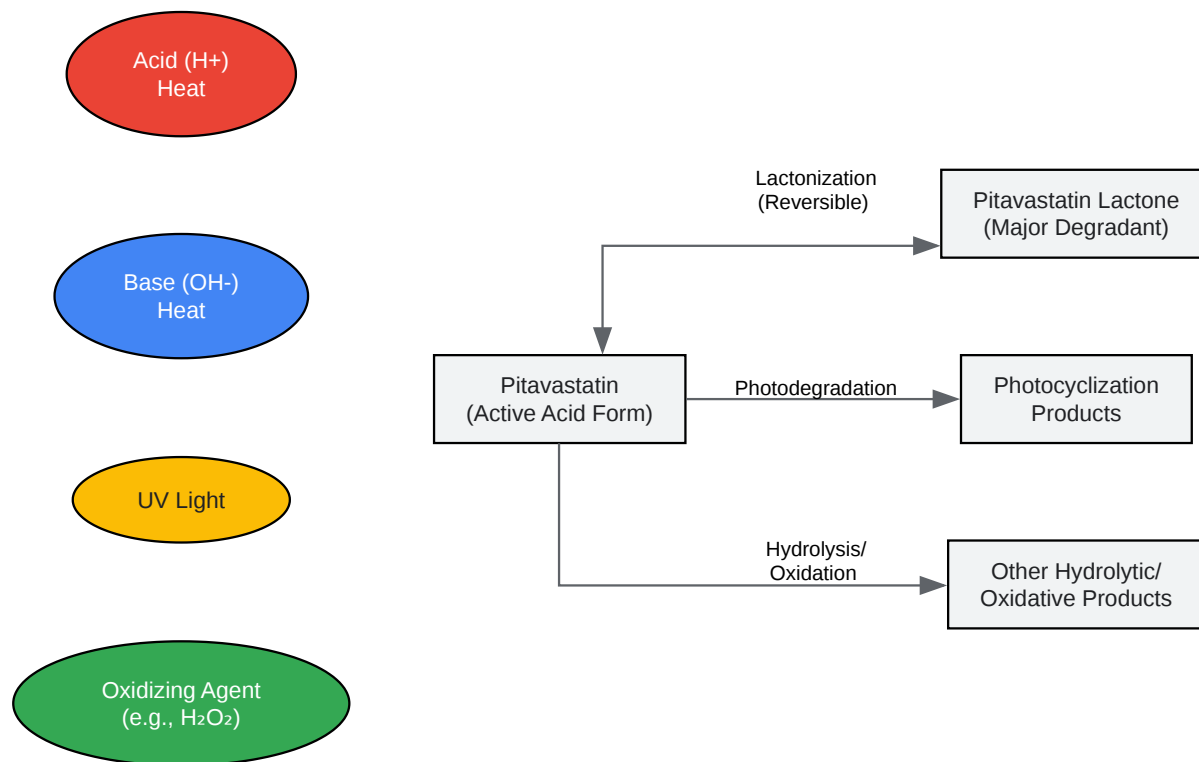 Acid (H+)
Heat
Base (OH-)
Heat
UV Light
Oxidizing Agent
(e.g., H₂O₂)
Pitavastatin
(Active Acid Form)
Lactonization
(Reversible)
Pitavastatin Lactone
(Major Degradant)
Photodegradation
Photocyclization
Products
Hydrolysis/
Oxidation
Other Hydrolytic/
Oxidative Products